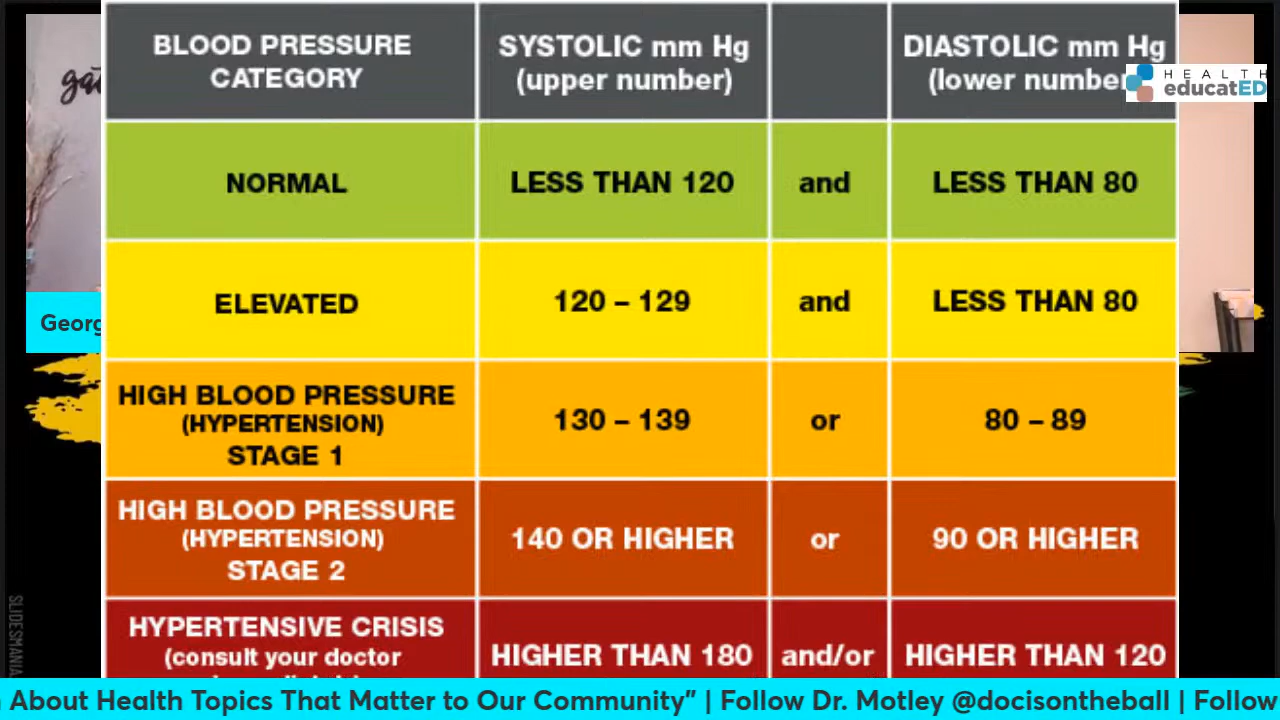 BLOOD PRESSURE
CATEGORY
SYSTOLIC mm Hg
(upper number)
DIASTOLIC mm Hg
(lower number
HEALTH
educatED
NORMAL
LESS THAN 120
and
LESS THAN 80
ELEVATED
120 – 129
and
LESS THAN 80
HIGH BLOOD PRESSURE
(HYPERTENSION)
STAGE 1
130 – 139
or
80 – 89
HIGH BLOOD PRESSURE
(HYPERTENSION)
STAGE 2
140 OR HIGHER
or
90 OR HIGHER
HYPERTENSIVE CRISIS
(consult your doctor
HIGHER THAN 180
and/or
HIGHER THAN 120
Georg
SLIDESMANIA
About Health Topics That Matter to Our Community" | Follow Dr. Motley @docisontheball | Follow